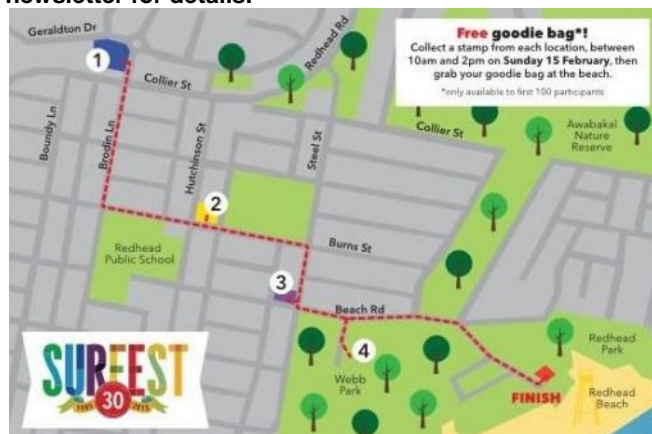 newsletter for details.
Geraldton Dr
Free goodie bag*!
Collect a stamp from each location, between
10am and 2pm on Sunday 15 February, then
grab your goodie bag at the beach.
*only available to first 100 participants
Redhead Rd
1
Collier St
Boundy Ln
Brodin Ln
Hutchinson St
Steel St
Collier St
Awabakal
Nature
Reserve
2
Burns St
Redhead
Public School
3
Beach Rd
4
Webb
Park
Redhead
Park
FINISH
Redhead
Beach
SURFEST
30